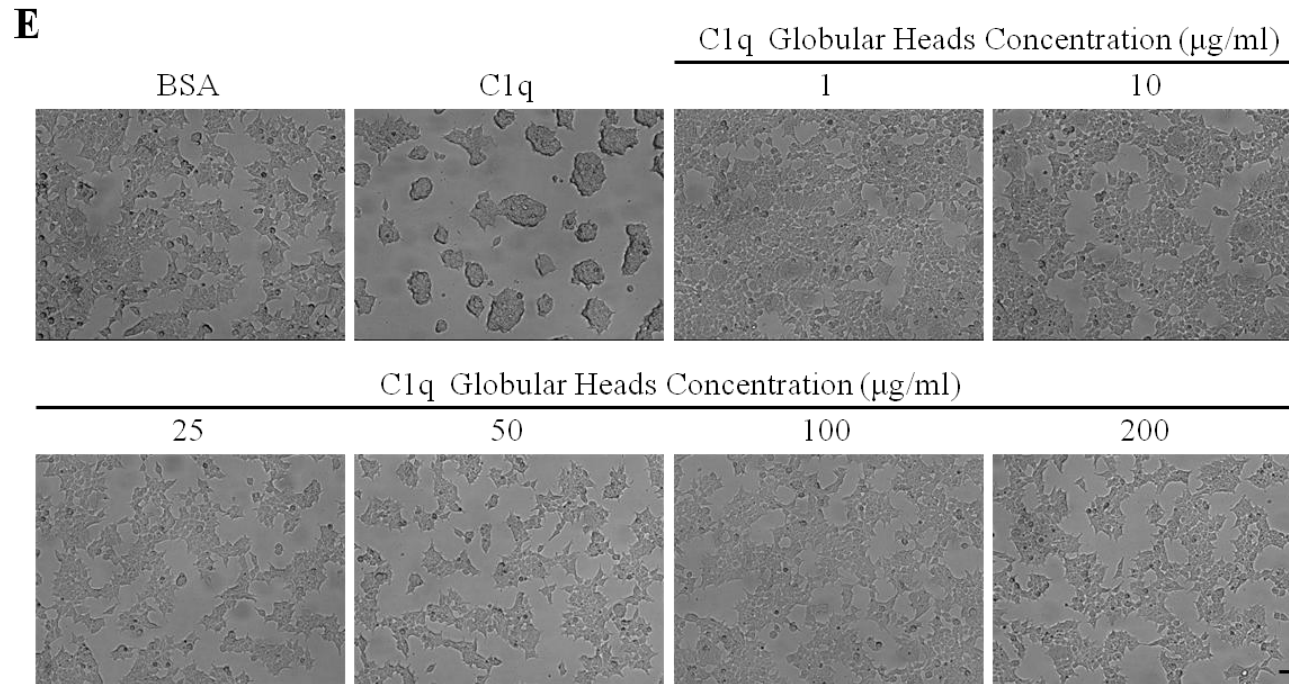 E
C1q Globular Heads Concentration (μg/ml)
BSA C1q 1 10
C1q Globular Heads Concentration (μg/ml)
25 50 100 200